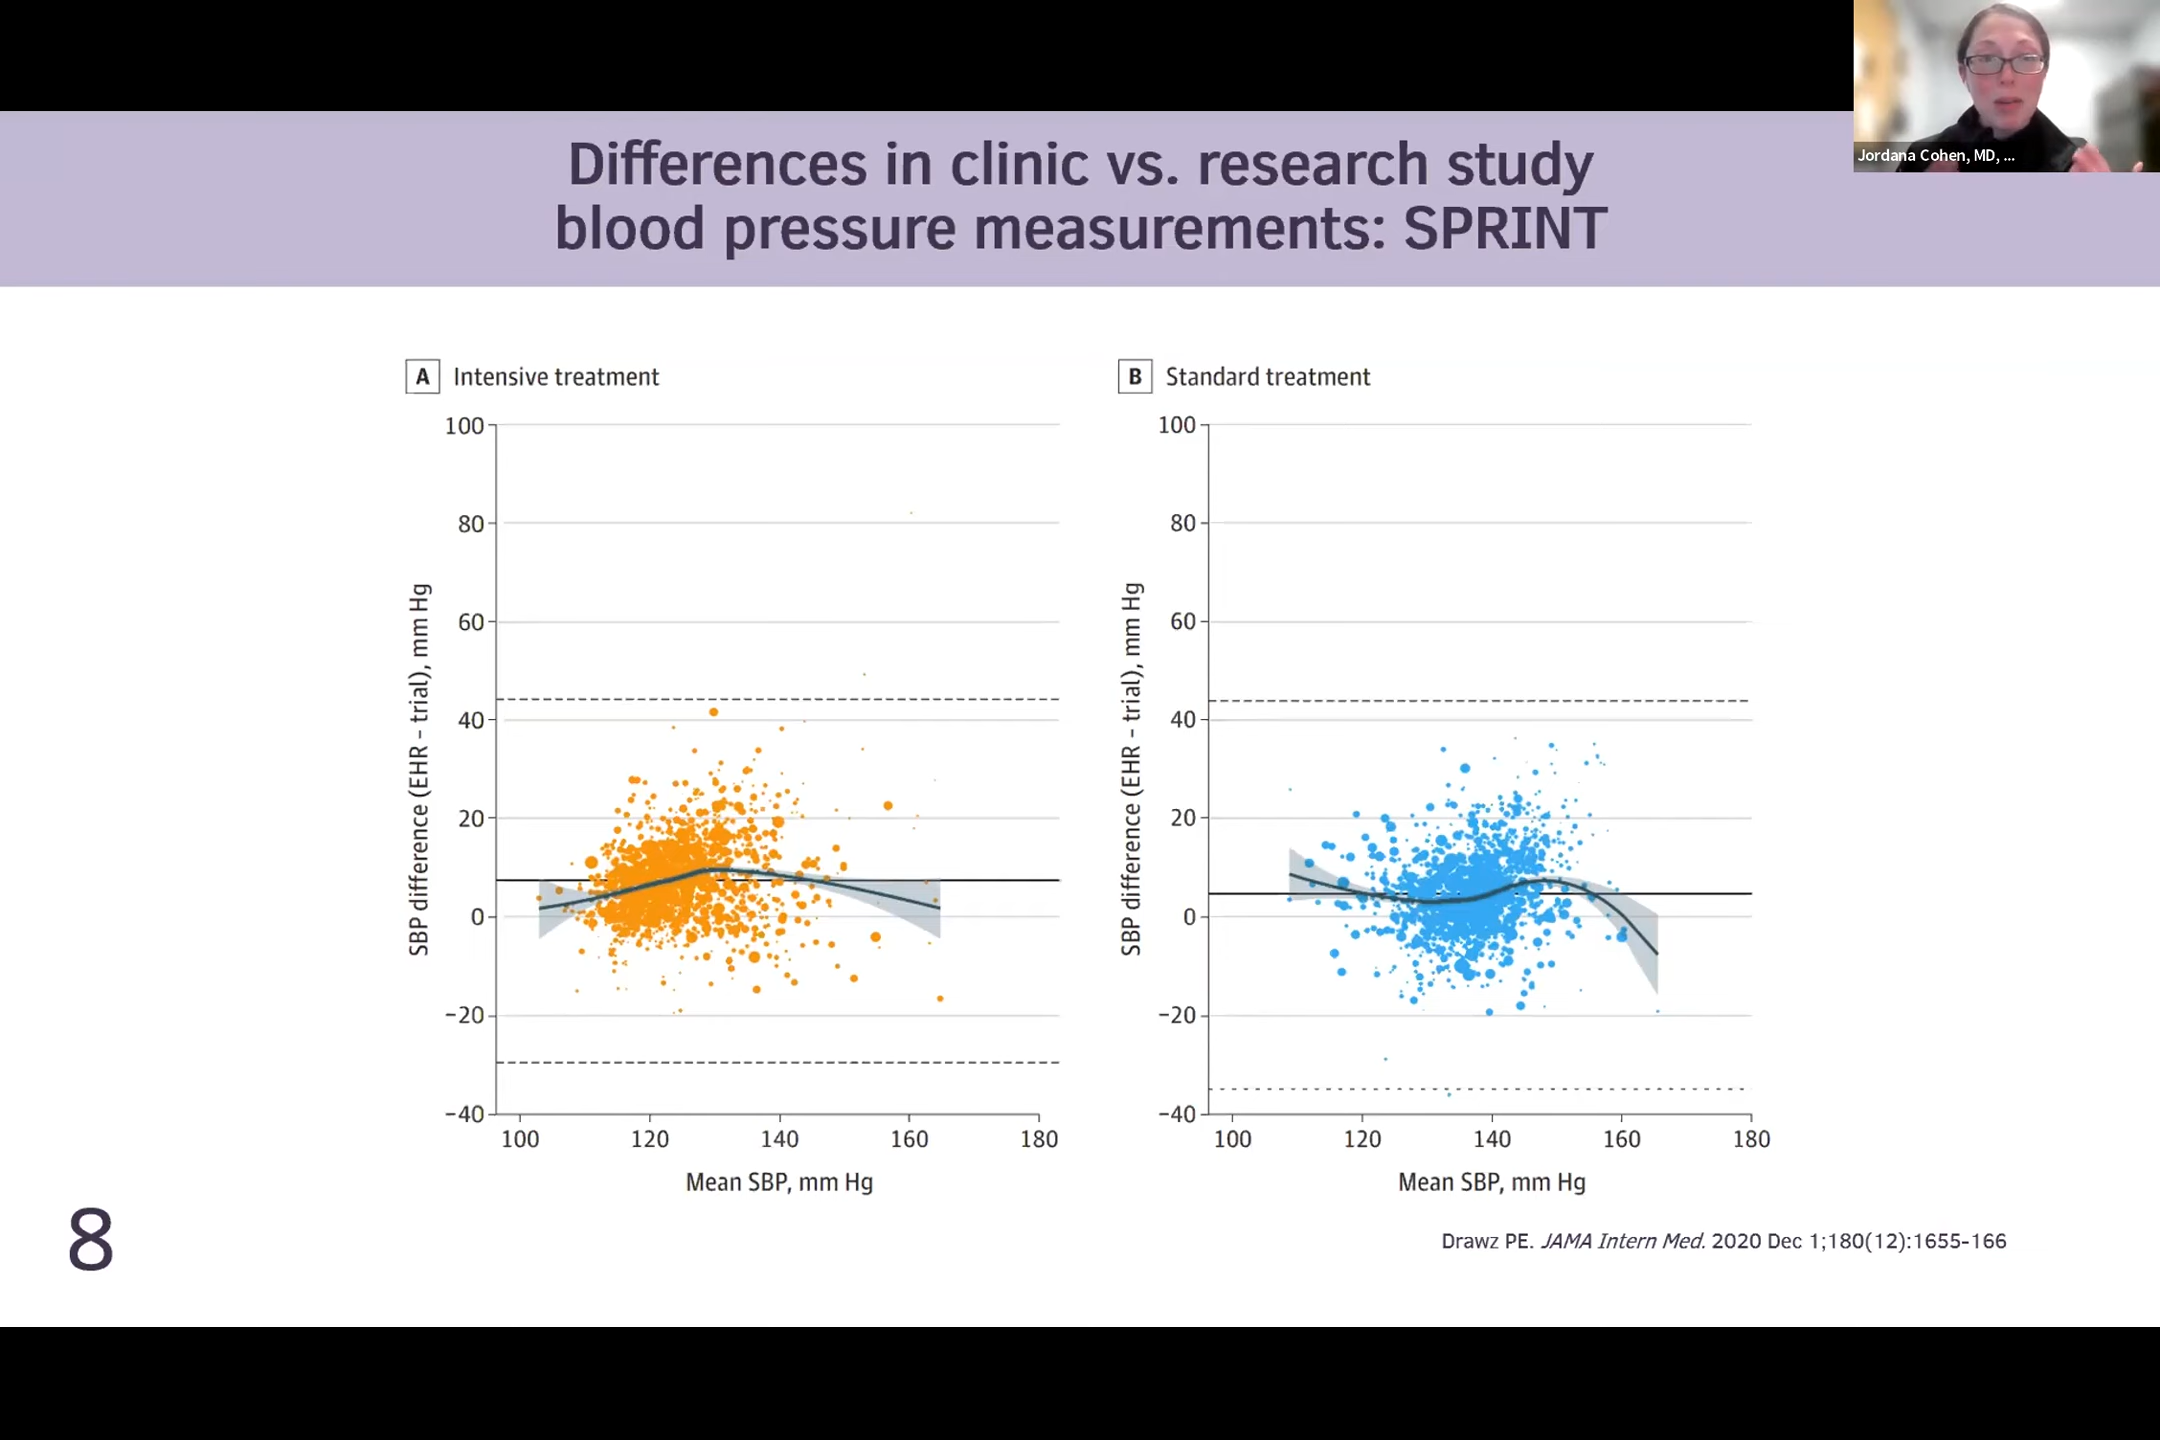 Jordana Cohen, MD, ...
Differences in clinic vs. research study
blood pressure measurements: SPRINT
A Intensive treatment
100
80
60
40
20
0
−20
−40
SBP difference (EHR – trial), mm Hg
100 120 140 160 180
Mean SBP, mm Hg
B Standard treatment
100
80
60
40
20
0
−20
−40
SBP difference (EHR – trial), mm Hg
100 120 140 160 180
Mean SBP, mm Hg
8
Drawz PE. JAMA Intern Med. 2020 Dec 1;180(12):1655-166